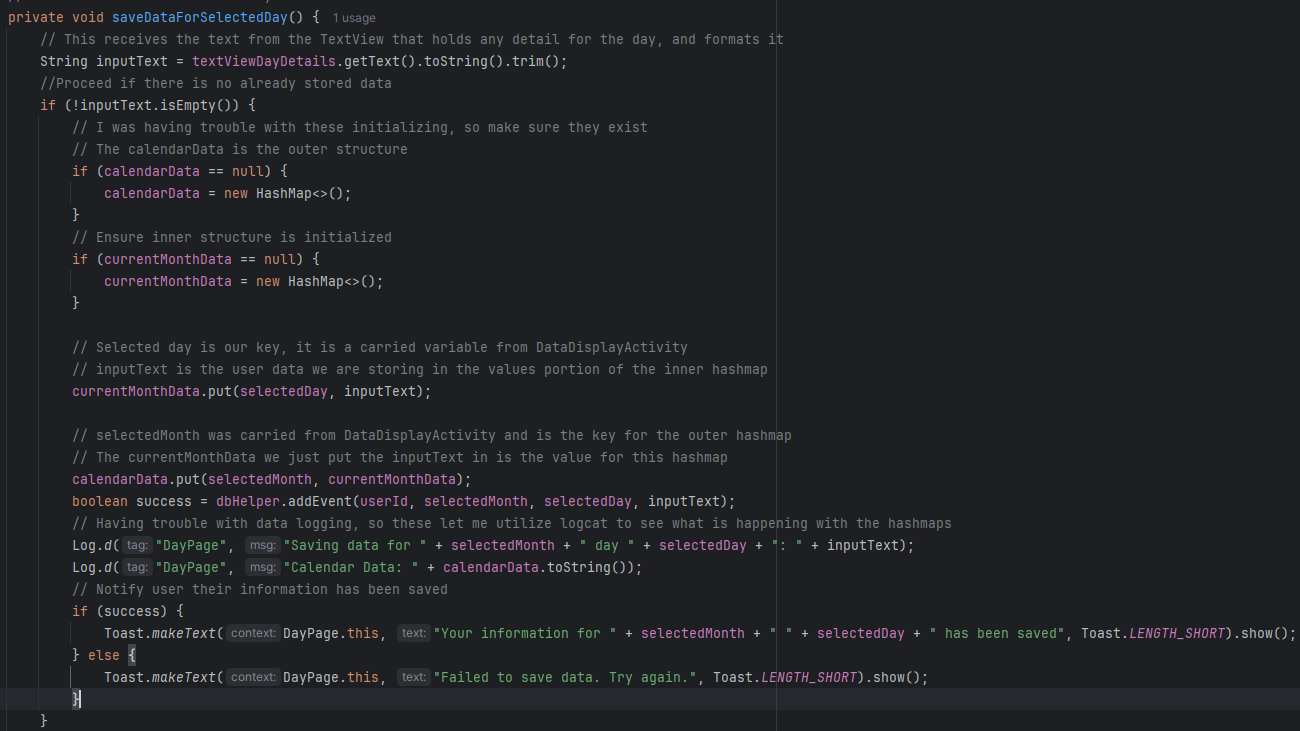 private void saveDataForSelectedDay() { 1 usage
// This receives the text from the TextView that holds any detail for the day, and formats it
String inputText = textViewDayDetails.getText().toString().trim();
//Proceed if there is no already stored data
if (!inputText.isEmpty()) {
// I was having trouble with these initializing, so make sure they exist
// The calendarData is the outer structure
if (calendarData == null) {
calendarData = new HashMap<>();
}
// Ensure inner structure is initialized
if (currentMonthData == null) {
currentMonthData = new HashMap<>();
}
// Selected day is our key, it is a carried variable from DataDisplayActivity
// inputText is the user data we are storing in the values portion of the inner hashmap
currentMonthData.put(selectedDay, inputText);
// selectedMonth was carried from DataDisplayActivity and is the key for the outer hashmap
// The currentMonthData we just put the inputText in is the value for this hashmap
calendarData.put(selectedMonth, currentMonthData);
boolean success = dbHelper.addEvent(userId, selectedMonth, selectedDay, inputText);
// Having trouble with data logging, so these let me utilize logcat to see what is happening with the hashmaps
Log.d( tag: "DayPage", msg: "Saving data for " + selectedMonth + " day " + selectedDay + ": " + inputText);
Log.d( tag: "DayPage", msg: "Calendar Data: " + calendarData.toString());
// Notify user their information has been saved
if (success) {
Toast.makeText( context: DayPage.this, text: "Your information for " + selectedMonth + " " + selectedDay + " has been saved", Toast.LENGTH_SHORT).show();
} else {
Toast.makeText( context: DayPage.this, text: "Failed to save data. Try again.", Toast.LENGTH_SHORT).show();
}
}